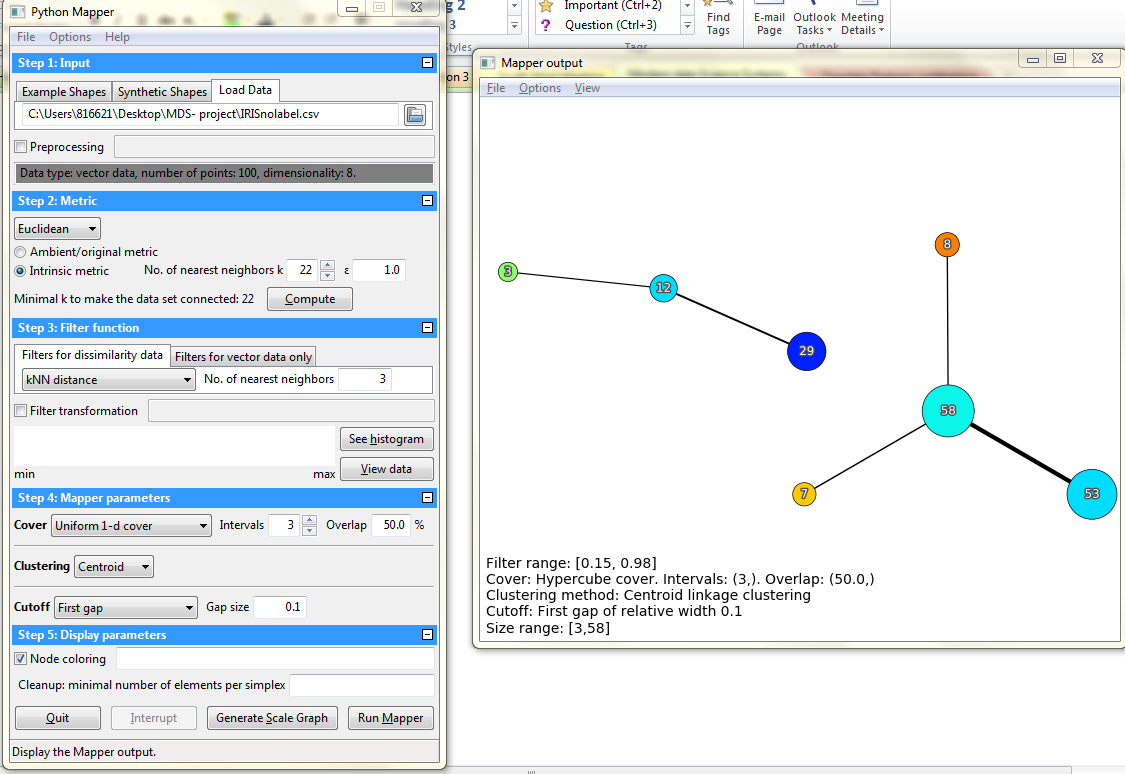 Python Mapper
File Options Help
Step 1: Input
Example Shapes Synthetic Shapes Load Data
C:\Users\816621\Desktop\MDS- project\IRISnolabel.csv
Preprocessing
Data type: vector data, number of points: 100, dimensionality: 8.
Step 2: Metric
Euclidean
Ambient/original metric
Intrinsic metric No. of nearest neighbors k 22 ε 1.0
Minimal k to make the data set connected: 22 Compute
Step 3: Filter function
Filters for dissimilarity data Filters for vector data only
kNN distance No. of nearest neighbors 3
Filter transformation
See histogram
min max View data
Step 4: Mapper parameters
Cover Uniform 1-d cover Intervals 3 Overlap 50.0 %
Clustering Centroid
Cutoff First gap Gap size 0.1
Step 5: Display parameters
Node coloring
Cleanup: minimal number of elements per simplex
Quit Interrupt Generate Scale Graph Run Mapper
Display the Mapper output.
g 2
3
Styles
Important (Ctrl+2)
Question (Ctrl+3)
Tags
Find
Tags
E-mail
Page
Outlook
Tasks
Meeting
Details
Outlook
on 3
Mapper output
File Options View
8
3
12
29
58
7
53
Filter range: [0.15, 0.98]
Cover: Hypercube cover. Intervals: (3,). Overlap: (50.0,)
Clustering method: Centroid linkage clustering
Cutoff: First gap of relative width 0.1
Size range: [3,58]